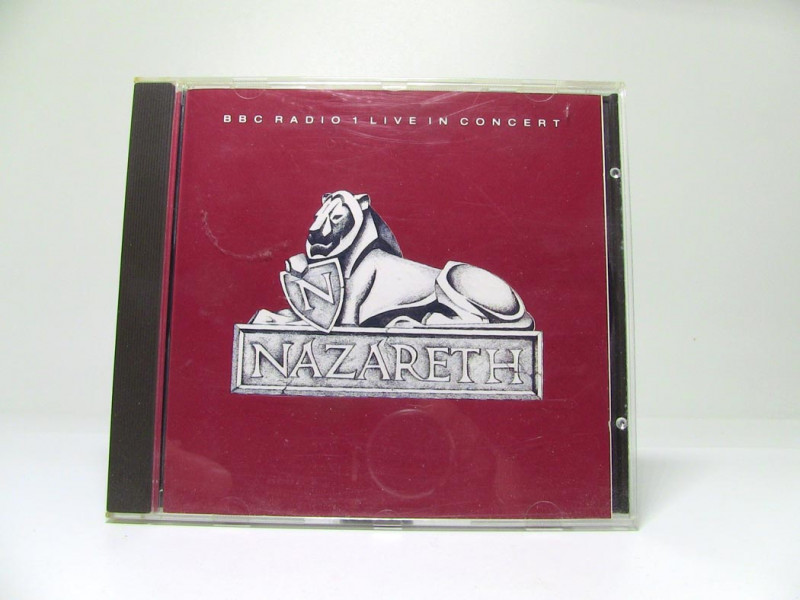 BBC RADIO 1 LIVE IN CONCERT
N
NAZARETH